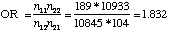 OR = n₁₁n₂₂ / n₁₂n₂₁ = 189*10933 / 10845*104 = 1.832